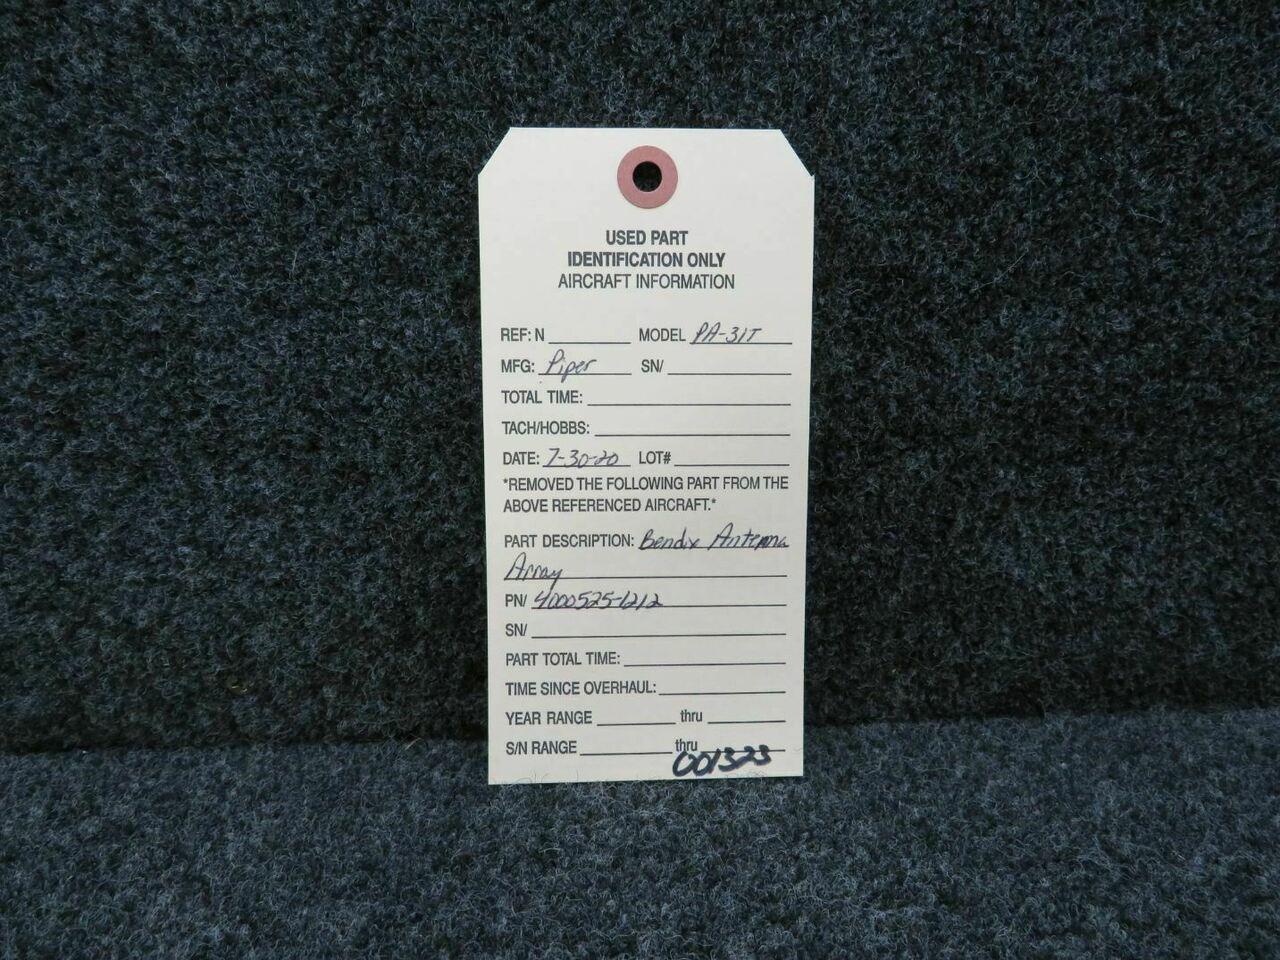 USED PART
IDENTIFICATION ONLY
AIRCRAFT INFORMATION
REF: N MODEL PA-31T
MFG: Piper SN/
TOTAL TIME:
TACH/HOBBS:
DATE: 7-30-20 LOT#
*REMOVED THE FOLLOWING PART FROM THE
ABOVE REFERENCED AIRCRAFT.*
PART DESCRIPTION: Bendix Antenna
Array
PN/ 4000525-1212
SN/
PART TOTAL TIME:
TIME SINCE OVERHAUL:
YEAR RANGE thru
S/N RANGE thru
001323